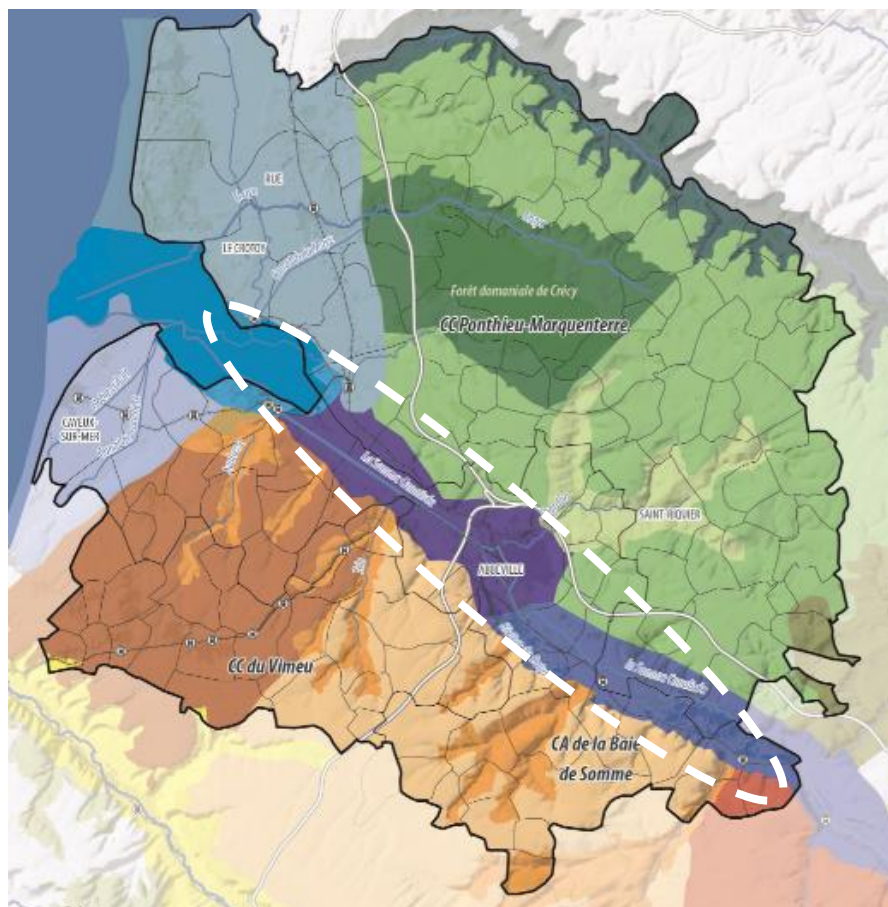 RUE
LE CROTOY
Forêt domaniale de Crécy
CC Ponthieu-Marquenterre
CAYEUX-
SUR-MER
La Somme Canalisée
SAINT-RIQUIER
ABBEVILLE
La Somme Canalisée
CC du Vimeu
CA de la Baie
de Somme